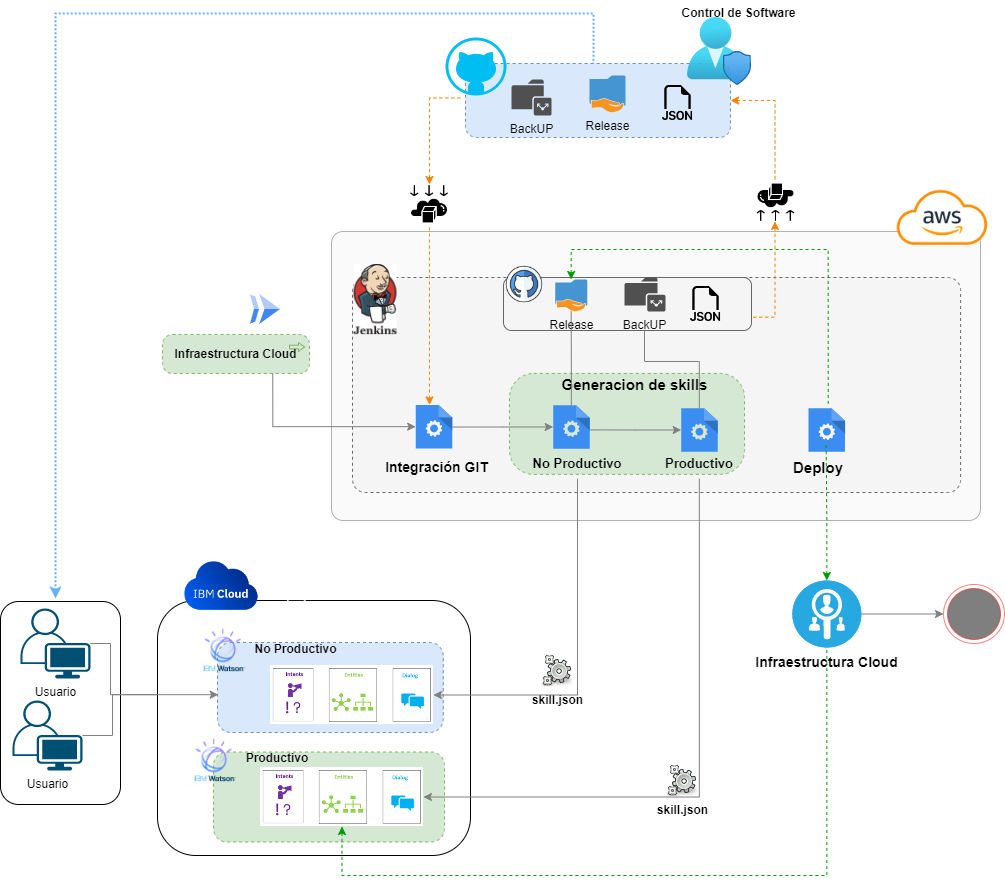 Control de Software
BackUP
Release
JSON
aws
Jenkins
Release
BackUP
JSON
Infraestructura Cloud
Generacion de skills
Integración GIT
No Productivo
Productivo
Deploy
IBM Cloud
Infraestructura Cloud
No Productivo
IBM Watson
Intents
Entities
Dialog
!?
Usuario
skill.json
Productivo
IBM Watson
Intents
Entities
Dialog
!?
Usuario
skill.json